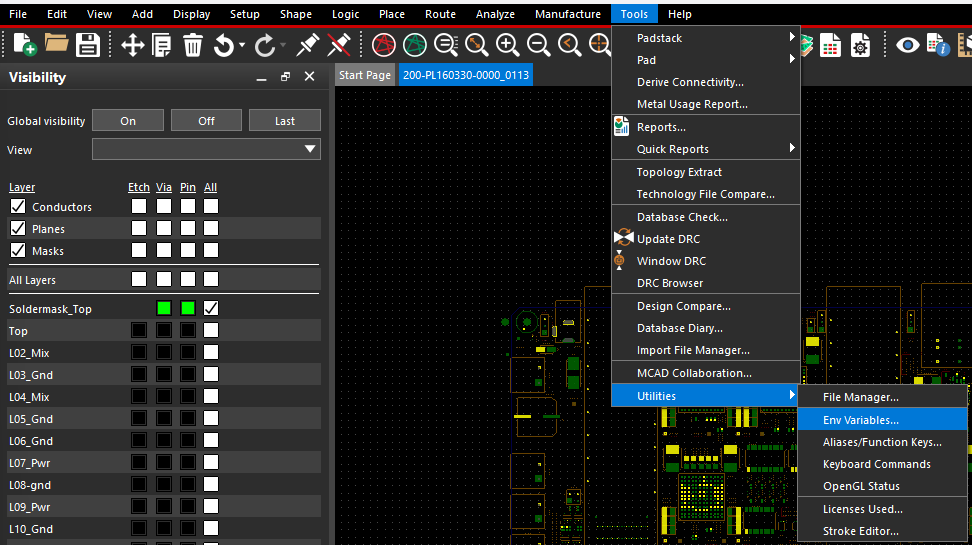 File Edit View Add Display Setup Shape Logic Place Route Analyze Manufacture Tools Help
Visibility
Start Page 200-PL160330-0000_0113
Global visibility On Off Last
View
Layer Etch Via Pin All
Conductors
Planes
Masks
All Layers
Soldermask_Top
Top
L02_Mix
L03_Gnd
L04_Mix
L05_Gnd
L06_Gnd
L07_Pwr
L08-gnd
L09_Pwr
L10_Gnd
Padstack
Pad
Derive Connectivity...
Metal Usage Report...
Reports...
Quick Reports
Topology Extract
Technology File Compare...
Database Check...
Update DRC
Window DRC
DRC Browser
Design Compare...
Database Diary...
Import File Manager...
MCAD Collaboration...
Utilities
File Manager...
Env Variables...
Aliases/Function Keys...
Keyboard Commands
OpenGL Status
Licenses Used...
Stroke Editor...